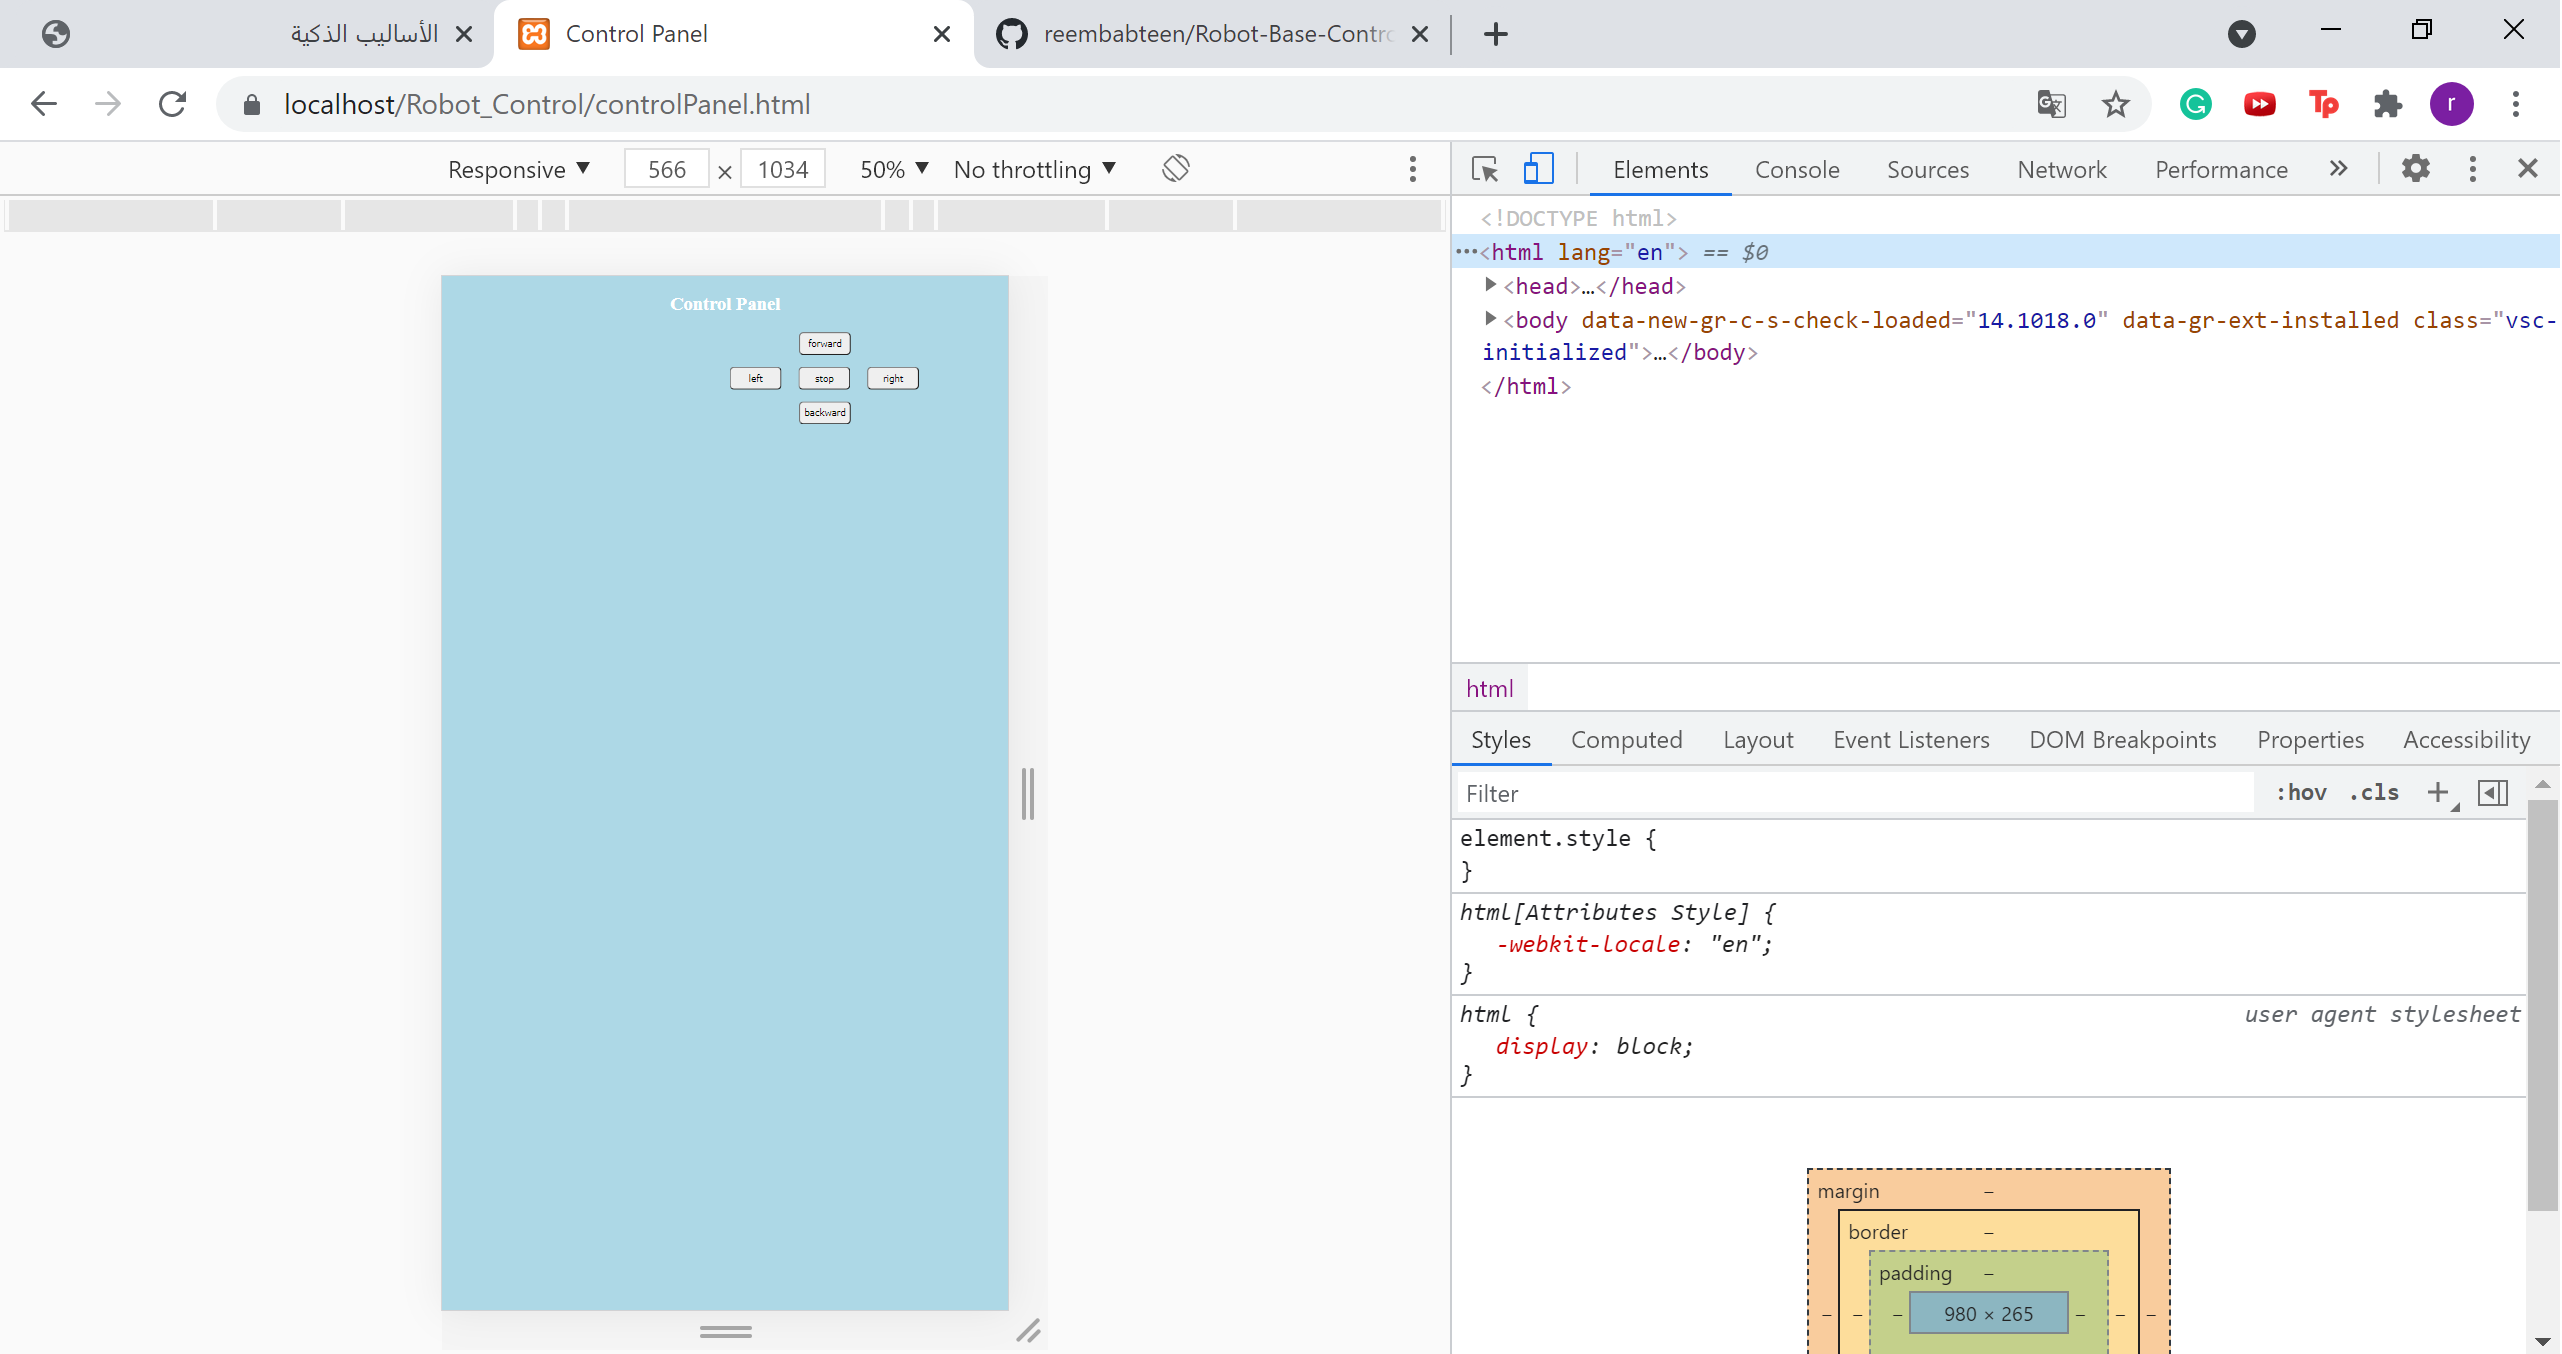 الأساليب الذكية
Control Panel
reembabteen/Robot-Base-Contro
localhost/Robot_Control/controlPanel.html
G
r
Responsive ▼ 566 × 1034 50% ▼ No throttling ▼
Elements Console Sources Network Performance »
<!DOCTYPE html>
···<html lang="en"> == $0
<head>…</head>
<body data-new-gr-c-s-check-loaded="14.1018.0" data-gr-ext-installed class="vsc-
initialized">…</body>
</html>
Control Panel
forward
left stop right
backward
html
Styles Computed Layout Event Listeners DOM Breakpoints Properties Accessibility
Filter :hov .cls +
element.style {
}
html[Attributes Style] {
-webkit-locale: "en";
}
html { user agent stylesheet
display: block;
}
margin –
border –
padding –
– – – 980 × 265 – – –